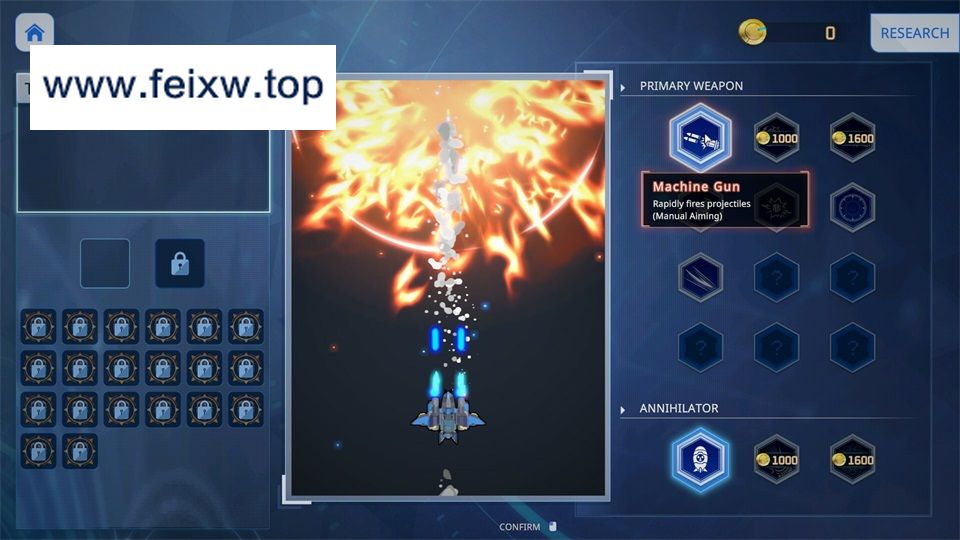 0
RESEARCH
www.feixw.top
PRIMARY WEAPON
1000
1600
Machine Gun
Rapidly fires projectiles
(Manual Aiming)
?
?
?
?
?
ANNIHILATOR
1000
1600
CONFIRM